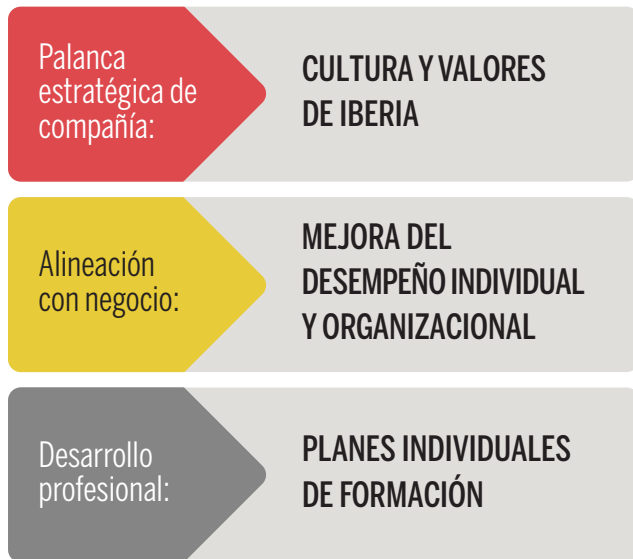 Palanca
estratégica de
compañía:
CULTURA Y VALORES
DE IBERIA
Alineación
con negocio:
MEJORA DEL
DESEMPEÑO INDIVIDUAL
Y ORGANIZACIONAL
Desarrollo
profesional:
PLANES INDIVIDUALES
DE FORMACIÓN